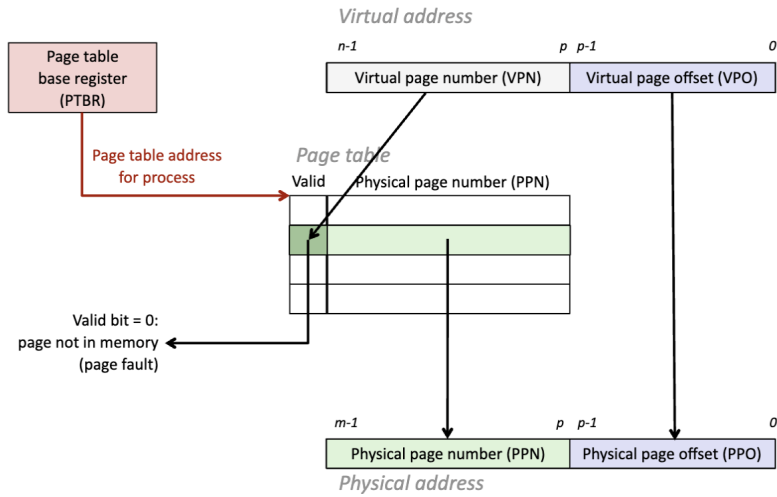 Virtual address
n-1 p p-1 0
Page table
base register
(PTBR)
Virtual page number (VPN) Virtual page offset (VPO)
Page table address
for process
Page table
Valid Physical page number (PPN)
Valid bit = 0:
page not in memory
(page fault)
m-1 p p-1 0
Physical page number (PPN) Physical page offset (PPO)
Physical address